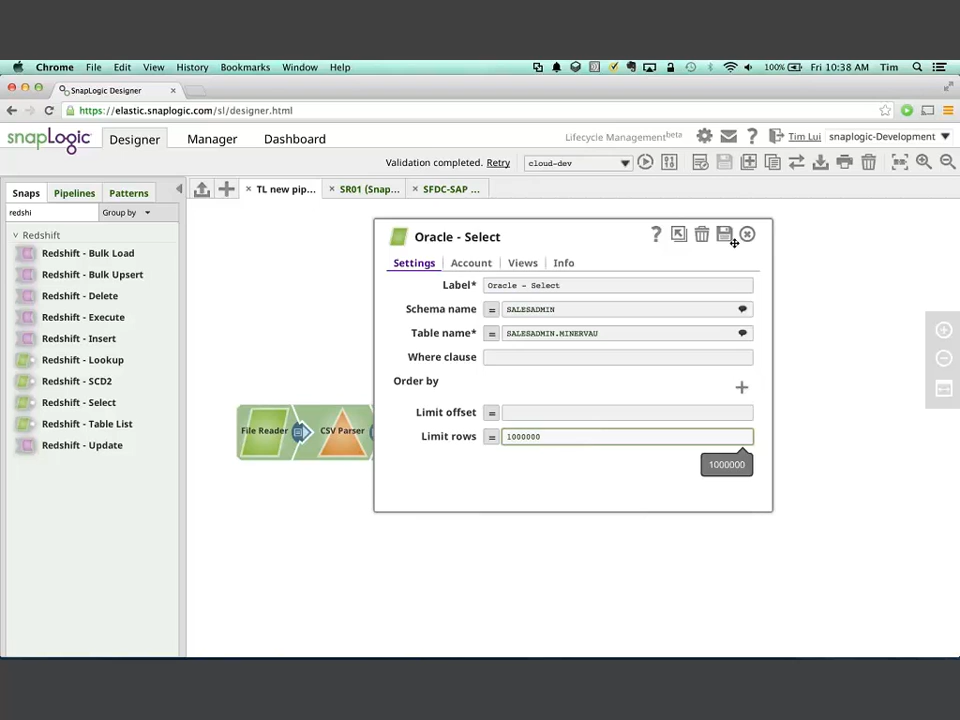 Chrome File Edit View History Bookmarks Window Help 100% Fri 10:38 AM Tim
SnapLogic Designer
https://elastic.snaplogic.com/sl/designer.html
snapLogic Designer Manager Dashboard Lifecycle Management beta Tim Lui snaplogic-Development
Validation completed. Retry cloud-dev
Snaps Pipelines Patterns TL new pip... SR01 (Snap... SFDC-SAP ...
redshi Group by
Redshift
Redshift - Bulk Load
Redshift - Bulk Upsert
Redshift - Delete
Redshift - Execute
Redshift - Insert
Redshift - Lookup
Redshift - SCD2
Redshift - Select
Redshift - Table List
Redshift - Update
File Reader CSV Parser
Oracle - Select
Settings Account Views Info
Label* Oracle - Select
Schema name = SALESADMIN
Table name* = SALESADMIN.MINERVAU
Where clause
Order by
Limit offset =
Limit rows = 1000000
1000000